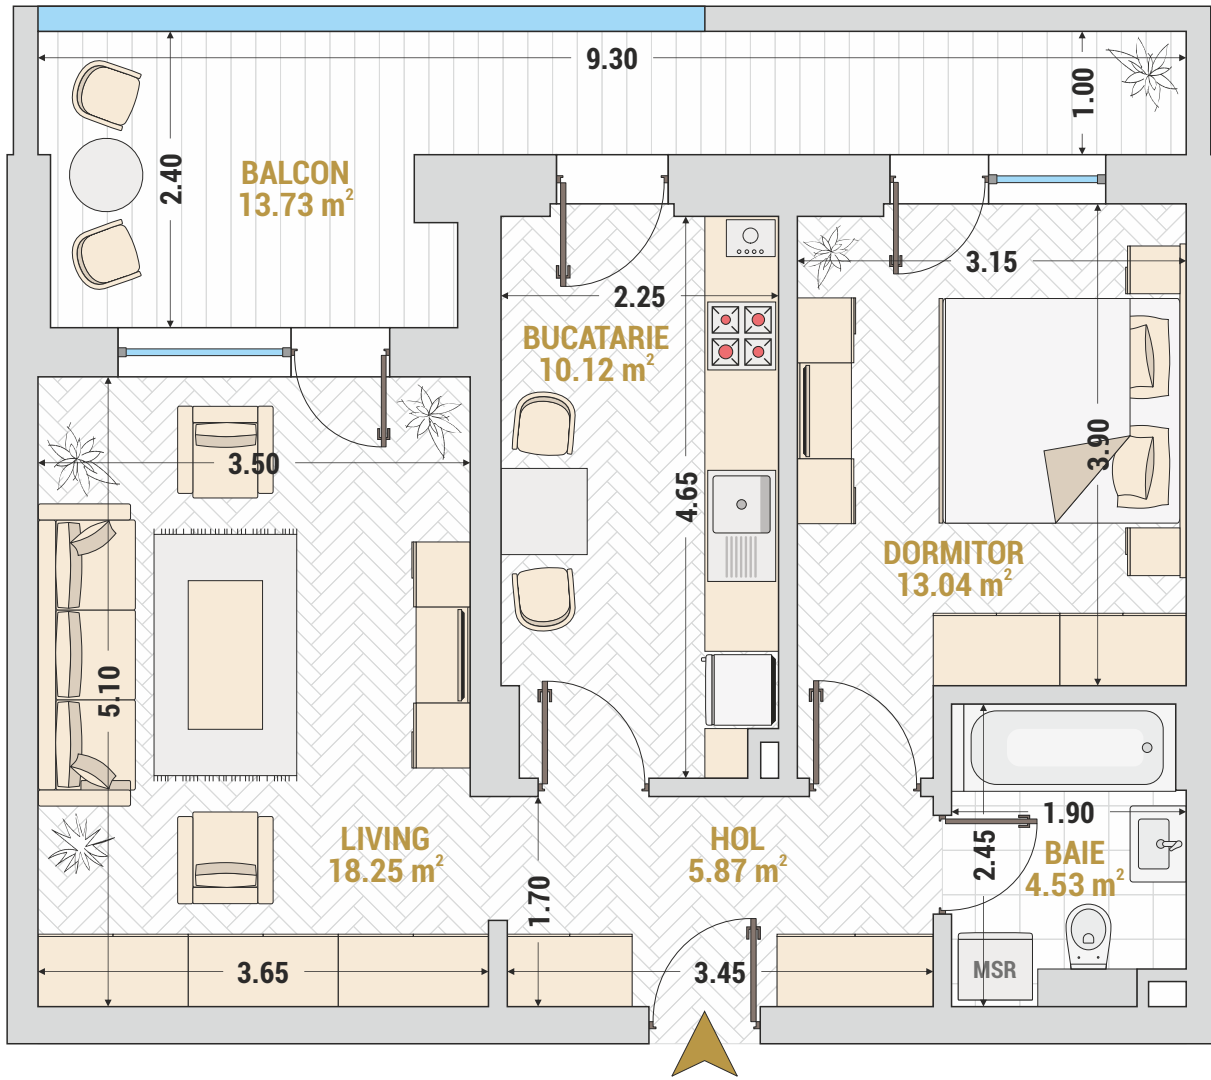 9.30
1.00
2.40
BALCON
13.73 m²
3.15
2.25
BUCATARIE
10.12 m²
3.50
3.90
4.65
DORMITOR
13.04 m²
5.10
1.90
LIVING
18.25 m²
HOL
5.87 m²
2.45
BAIE
4.53 m²
1.70
3.65
3.45
MSR